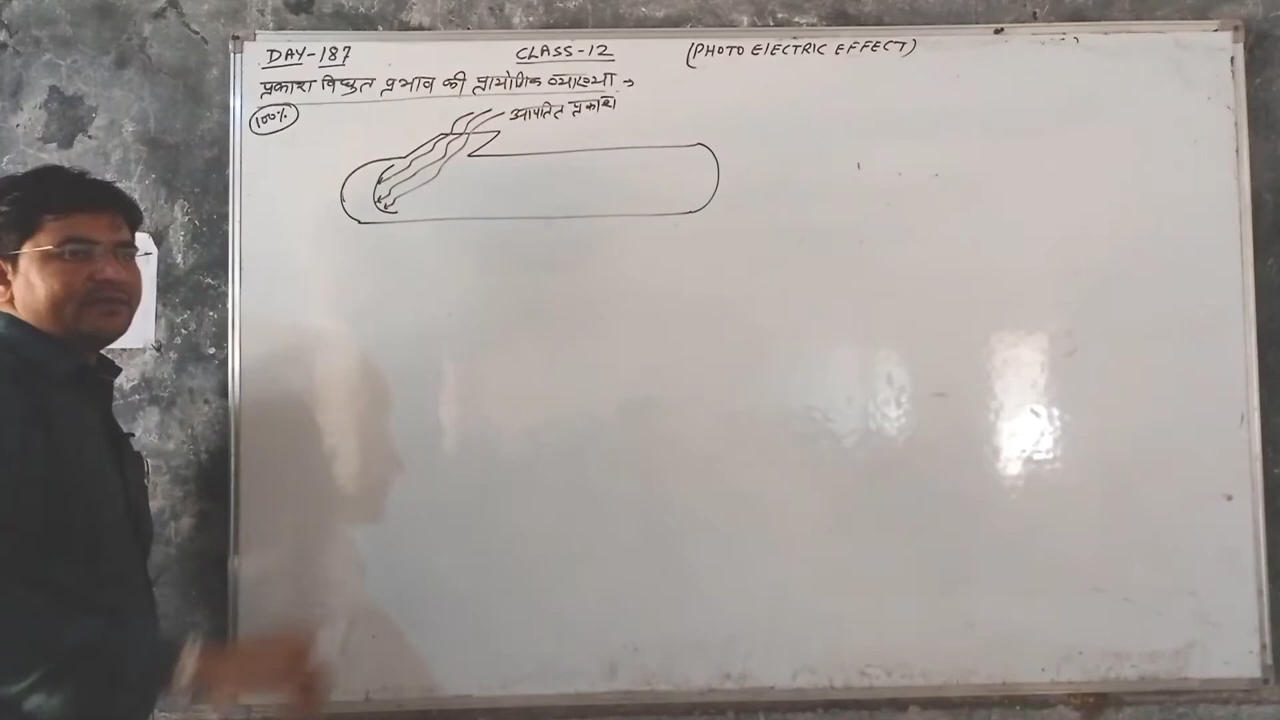 DAY-187 CLASS-12 (PHOTO ElECTRIC EFFECT)
प्रकाश विधुत प्रभाव की प्रायोगिक व्याख्या →
100%
आपतित प्रकाश